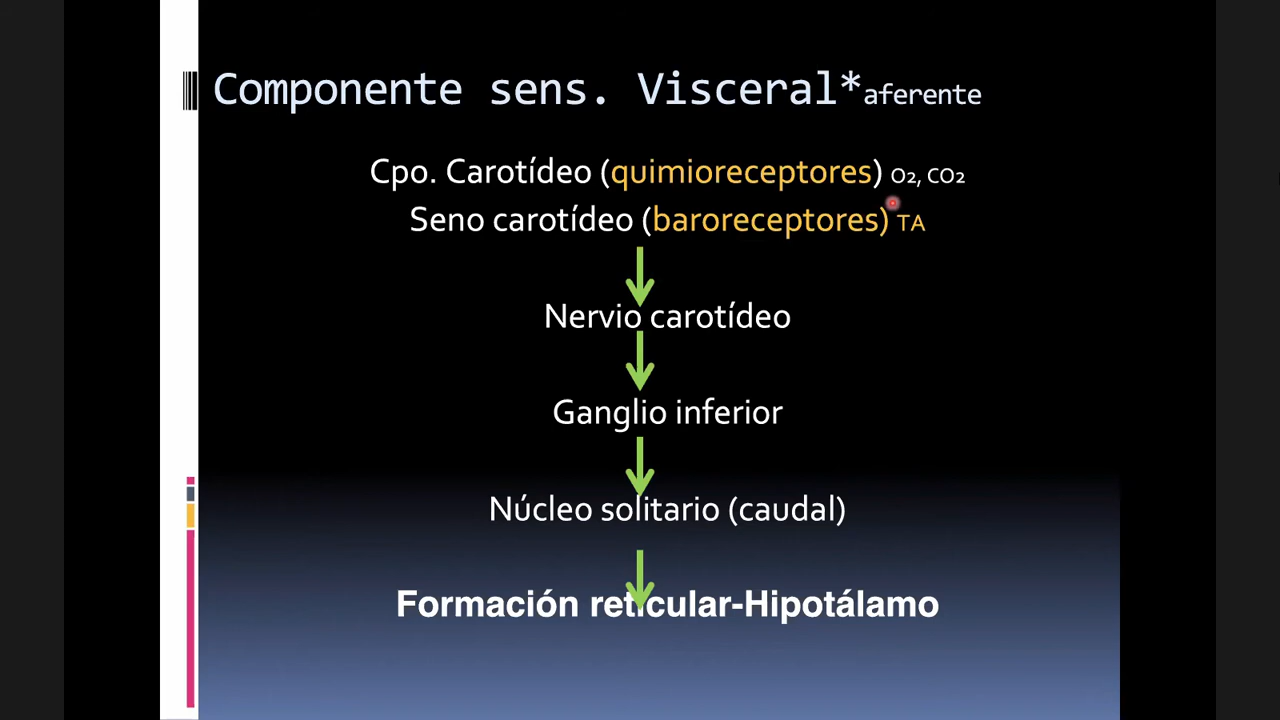 Componente sens. Visceral*aferente
Cpo. Carotídeo (quimioreceptores) O2, CO2
Seno carotídeo (baroreceptores) TA
Nervio carotídeo
Ganglio inferior
Núcleo solitario (caudal)
Formación reticular-Hipotálamo